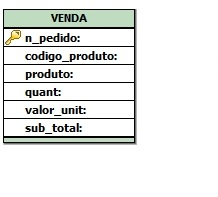 VENDA
n_pedido:
codigo_produto:
produto:
quant:
valor_unit:
sub_total: